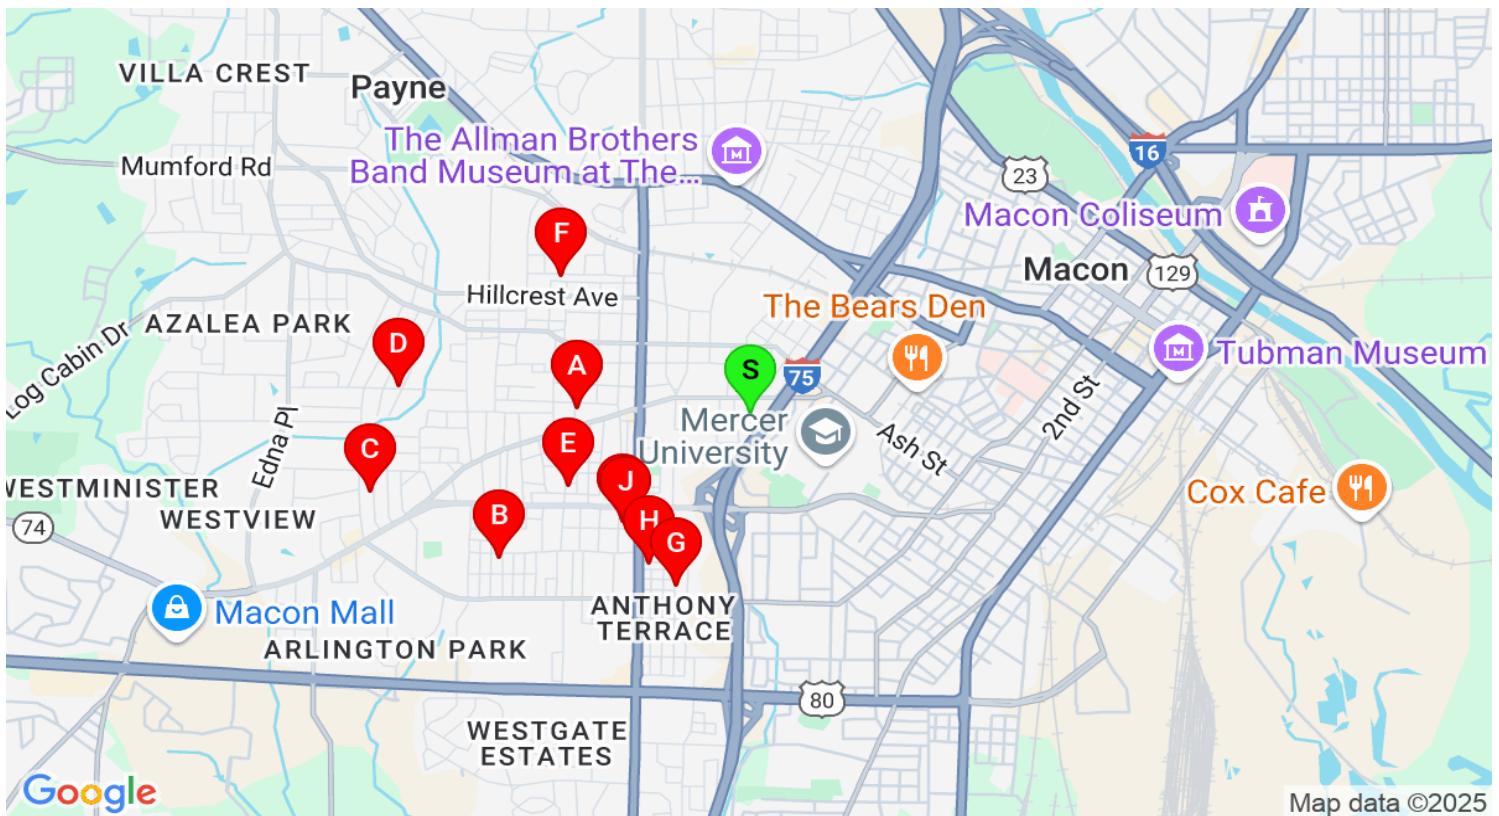 VILLA CREST
Payne
The Allman Brothers
Band Museum at The...
Mumford Rd
16
23
Macon Coliseum
F
Macon
129
Hillcrest Ave
The Bears Den
AZALEA PARK
D
A
S
75
Tubman Museum
Log Cabin Dr
Mercer
University
2nd St
Ash St
Edna Pl
C
E
J
WESTMINISTER
WESTVIEW
74
B
H
G
Cox Cafe
Macon Mall
ANTHONY
TERRACE
ARLINGTON PARK
80
WESTGATE
ESTATES
Google
Map data ©2025